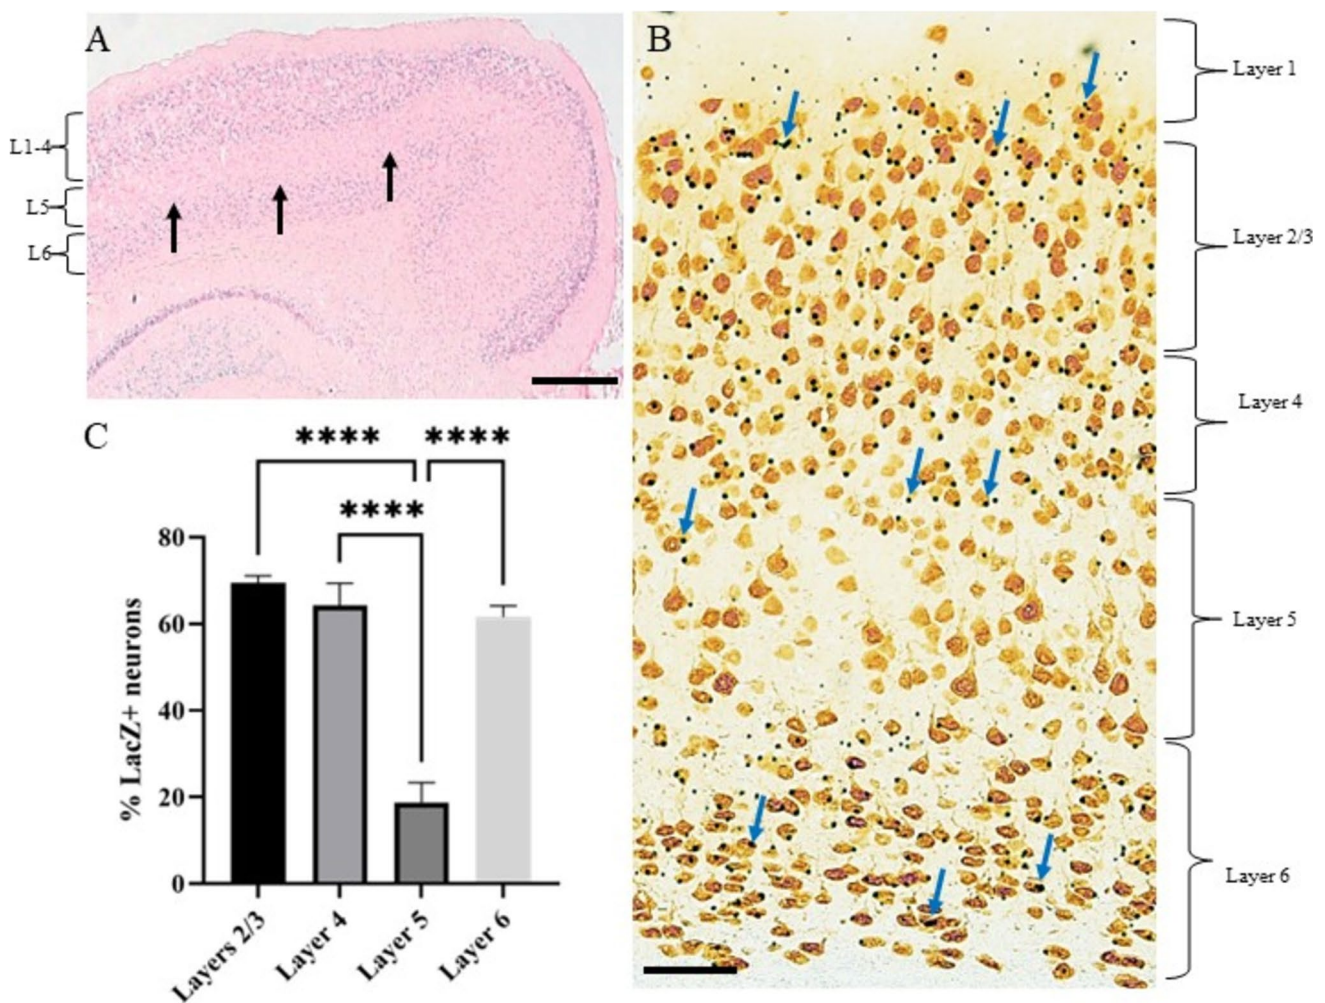 A
L1-4
L5
L6
B
Layer 1
Layer 2/3
Layer 4
Layer 5
Layer 6
C
**** ****
****
80
60
40
20
0
% LacZ+ neurons
Layers 2/3
Layer 4
Layer 5
Layer 6